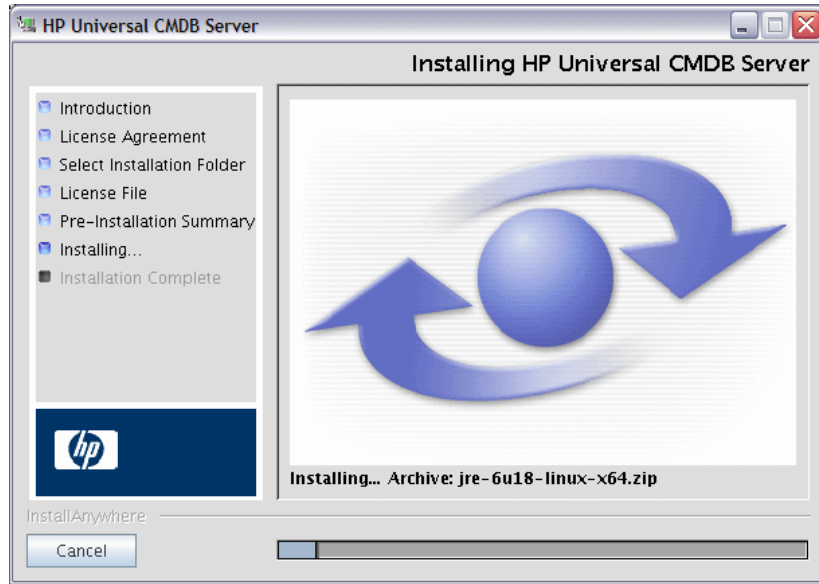 HP Universal CMDB Server
Installing HP Universal CMDB Server
Introduction
License Agreement
Select Installation Folder
License File
Pre-Installation Summary
Installing...
Installation Complete
hp
Installing... Archive: jre-6u18-linux-x64.zip
InstallAnywhere
Cancel